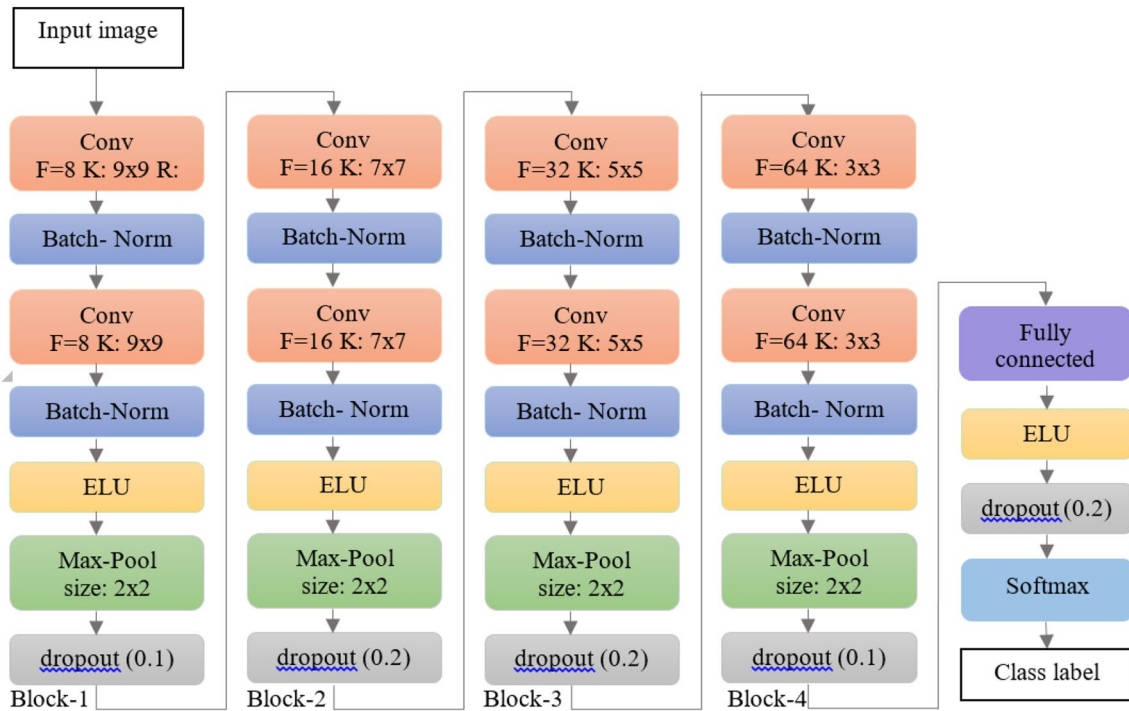 Input image
Conv
F=8 K: 9x9 R:
Batch- Norm
Conv
F=8 K: 9x9
Batch-Norm
ELU
Max-Pool
size: 2x2
dropout (0.1)
Block-1
Conv
F=16 K: 7x7
Batch-Norm
Conv
F=16 K: 7x7
Batch- Norm
ELU
Max-Pool
size: 2x2
dropout (0.2)
Block-2
Conv
F=32 K: 5x5
Batch-Norm
Conv
F=32 K: 5x5
Batch- Norm
ELU
Max-Pool
size: 2x2
dropout (0.2)
Block-3
Conv
F=64 K: 3x3
Batch-Norm
Conv
F=64 K: 3x3
Batch- Norm
ELU
Max-Pool
size: 2x2
dropout (0.1)
Block-4
Fully
connected
ELU
dropout (0.2)
Softmax
Class label